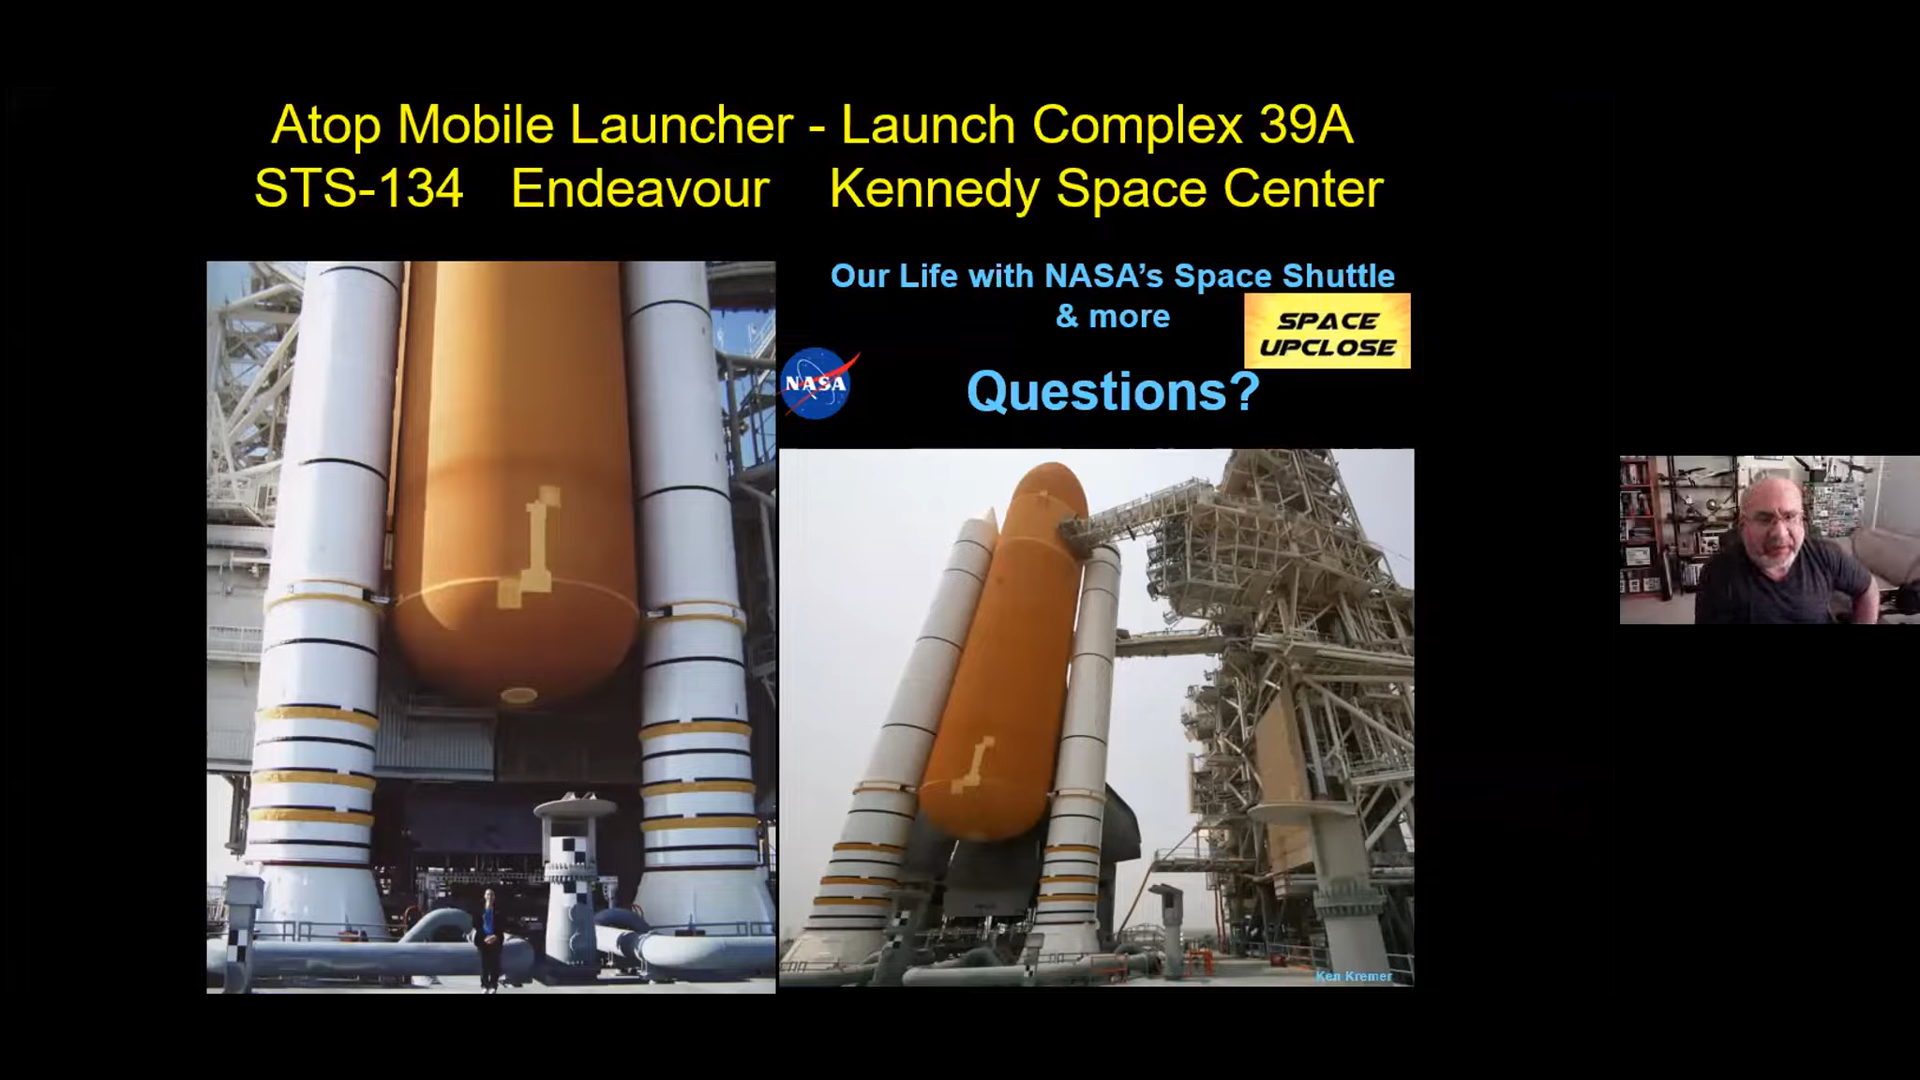 Atop Mobile Launcher - Launch Complex 39A
STS-134 Endeavour Kennedy Space Center
Our Life with NASA's Space Shuttle
& more
SPACE
UPCLOSE
NASA
Questions?
Ken Kremer